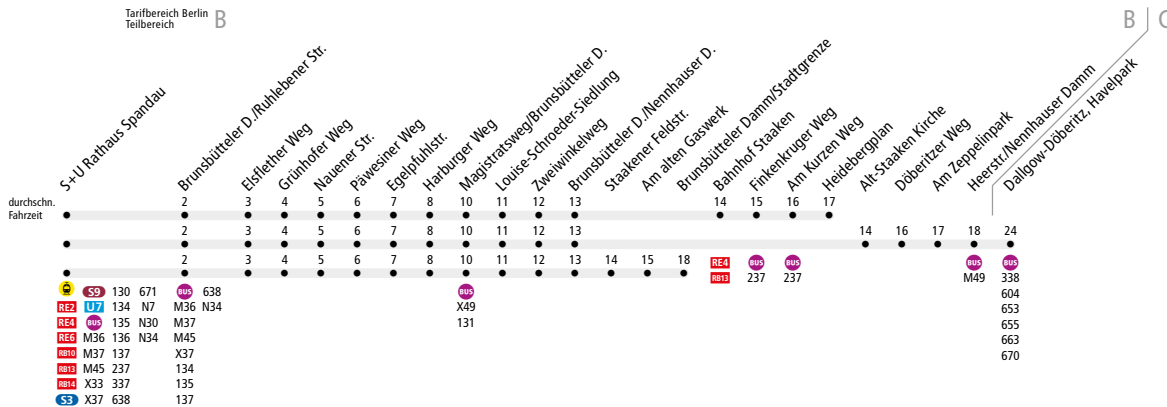 Tarifbereich Berlin
Teilbereich B
B C
S+U Rathaus Spandau
Brunsbütteler D./Ruhlebener Str.
Elsflether Weg
Grünhofer Weg
Nauener Str.
Päwesiner Weg
Egelpfuhlstr.
Harburger Weg
Magistratsweg/Brunsbütteler D.
Louise-Schroeder-Siedlung
Zweiwinkelweg
Brunsbütteler D./Nennhauser D.
Staakener Feldstr.
Am alten Gaswerk
Brunsbütteler Damm/Stadtgrenze
Bahnhof Staaken
Finkenkruger Weg
Am Kurzen Weg
Heidebergplan
Alt-Staaken Kirche
Döberitzer Weg
Am Zeppelinpark
Heerstr./Nennhauser Damm
Dallgow-Döberitz, Havelpark
durchschn.
Fahrzeit
2 3 4 5 6 7 8 10 11 12 13 14 15 16 17
2 3 4 5 6 7 8 10 11 12 13 14 16 17 18 24
2 3 4 5 6 7 8 10 11 12 13 14 15 18
RE4 BUS BUS BUS BUS
RB13 237 237 M49 338
S9 130 671 BUS 638 BUS 604
RE2 U7 134 N7 M36 N34 X49 653
RE4 BUS 135 N30 M37 131 655
RE6 M36 136 N34 M45 663
RB10 M37 137 X37 670
RB13 M45 237 134
RB14 X33 337 135
S3 X37 638 137